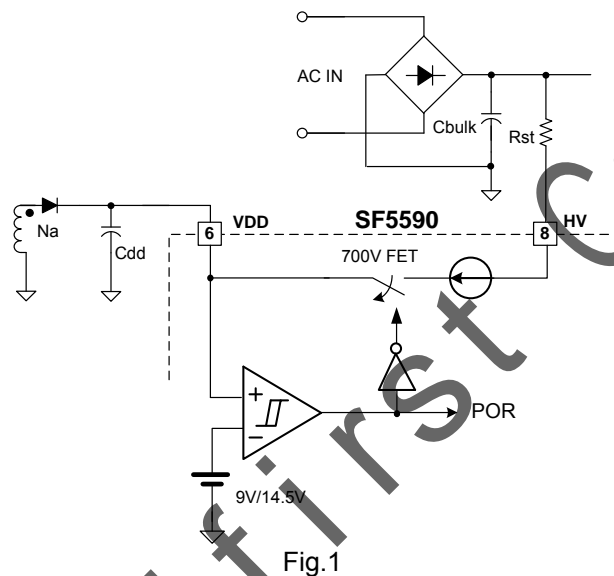 AC IN
Cbulk
Rst
Na
Cdd
6
VDD
SF5590
8
HV
700V FET
+
−
POR
9V/14.5V
Fig.1
first C